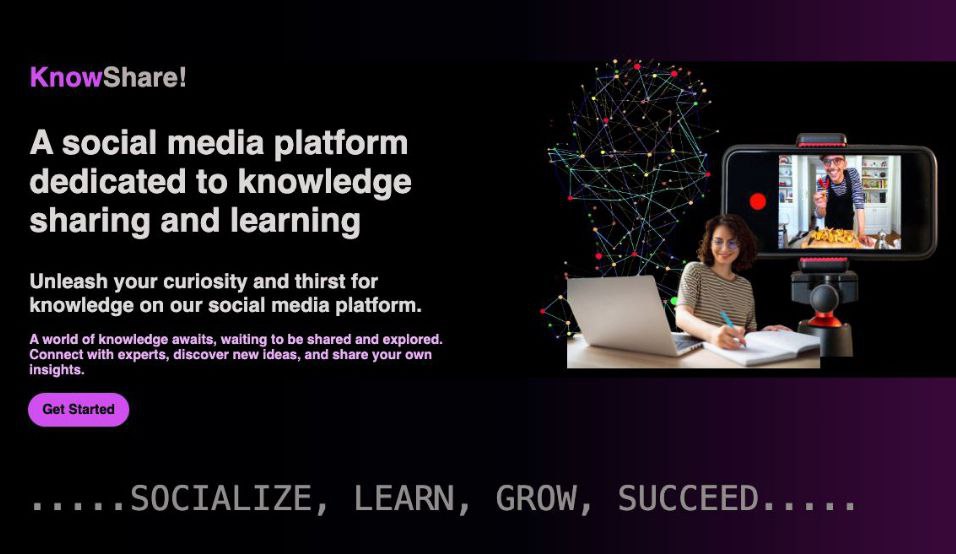 KnowShare!
A social media platform
dedicated to knowledge
sharing and learning
Unleash your curiosity and thirst for
knowledge on our social media platform.
A world of knowledge awaits, waiting to be shared and explored.
Connect with experts, discover new ideas, and share your own
insights.
Get Started
.....SOCIALIZE, LEARN, GROW, SUCCEED.....